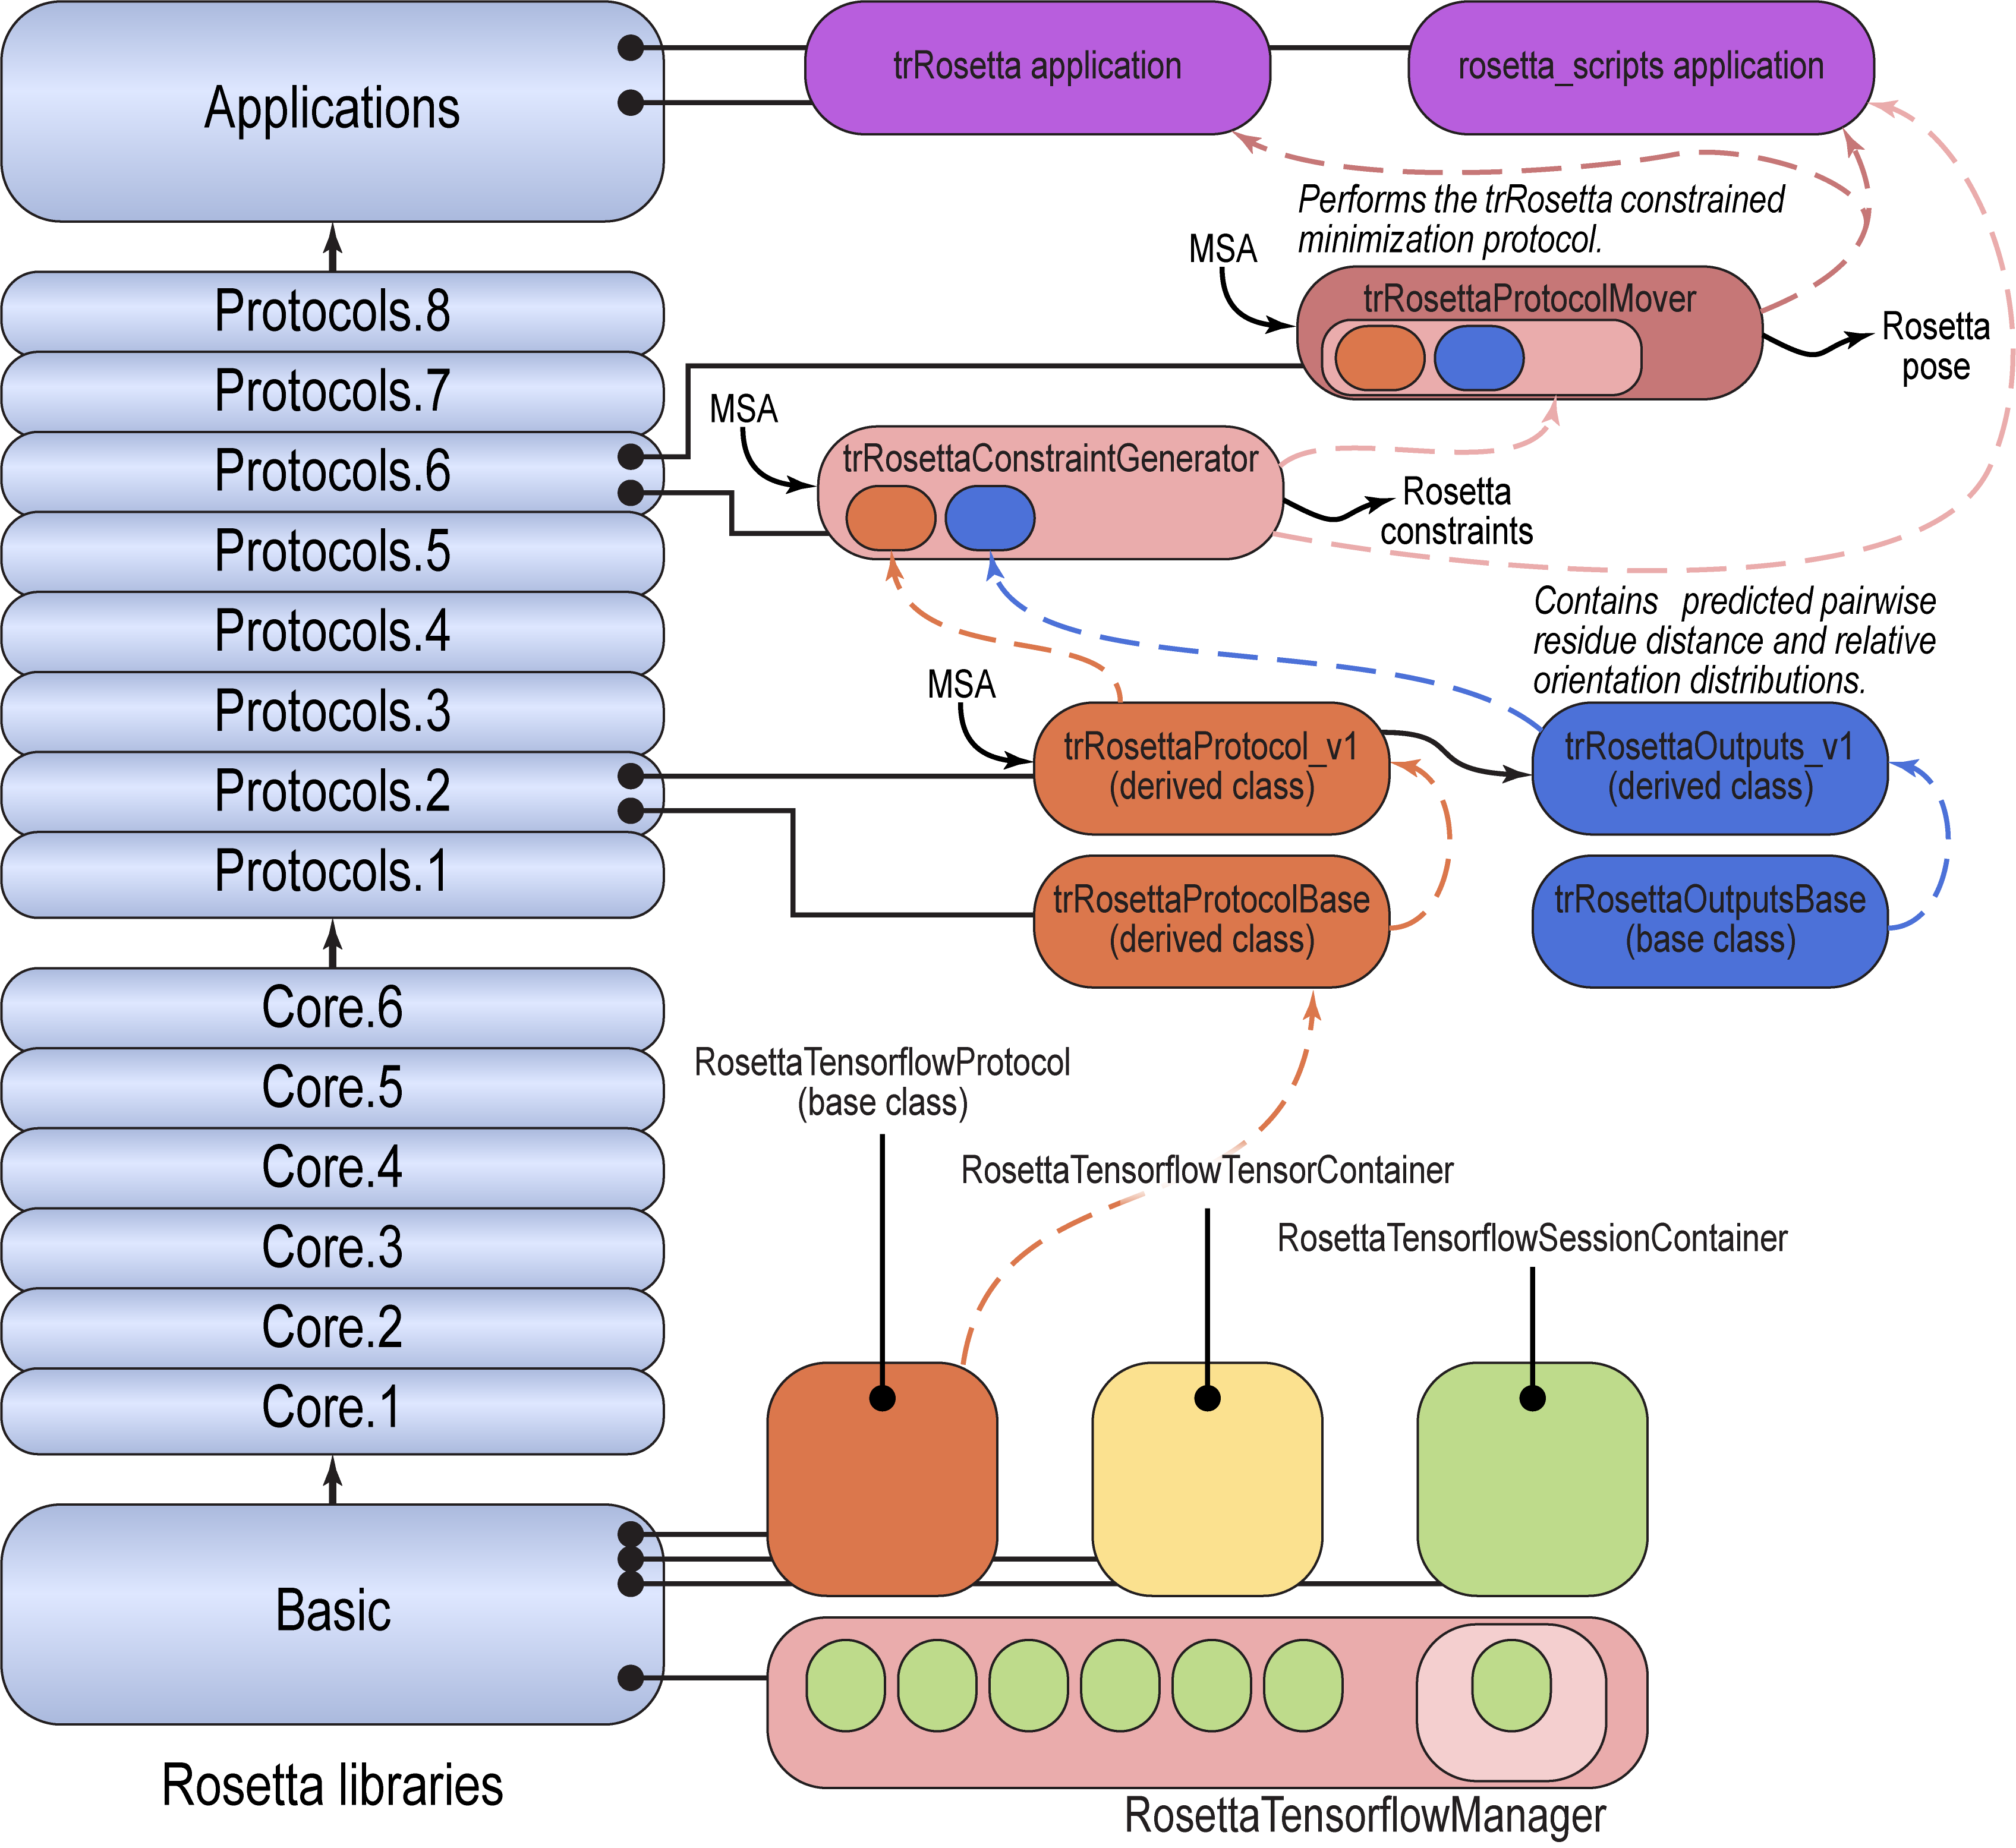 Applications
Protocols.8
Protocols.7
Protocols.6
Protocols.5
Protocols.4
Protocols.3
Protocols.2
Protocols.1
Core.6
Core.5
Core.4
Core.3
Core.2
Core.1
Basic
Rosetta libraries
trRosetta application
rosetta_scripts application
Performs the trRosetta constrained
minimization protocol.
MSA
trRosettaProtocolMover
Rosetta
pose
MSA
trRosettaConstraintGenerator
Rosetta
constraints
Contains predicted pairwise
residue distance and relative
orientation distributions.
MSA
trRosettaProtocol_v1
(derived class)
trRosettaOutputs_v1
(derived class)
trRosettaProtocolBase
(derived class)
trRosettaOutputsBase
(base class)
RosettaTensorflowProtocol
(base class)
RosettaTensorflowTensorContainer
RosettaTensorflowSessionContainer
RosettaTensorflowManager